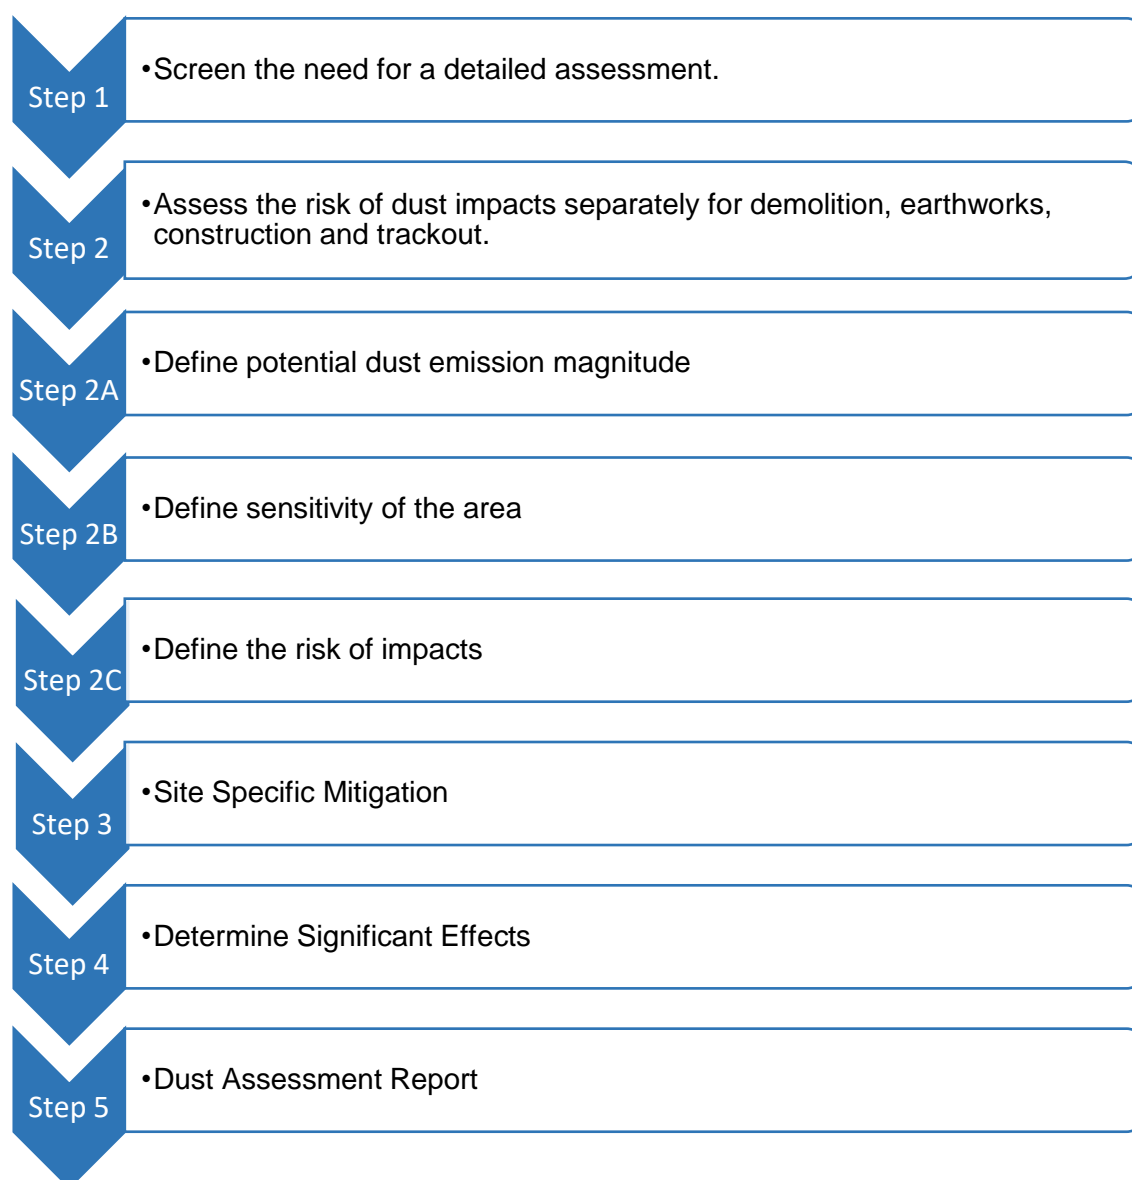 Step 1
•Screen the need for a detailed assessment.
Step 2
•Assess the risk of dust impacts separately for demolition, earthworks,
construction and trackout.
Step 2A
•Define potential dust emission magnitude
Step 2B
•Define sensitivity of the area
Step 2C
•Define the risk of impacts
Step 3
•Site Specific Mitigation
Step 4
•Determine Significant Effects
Step 5
•Dust Assessment Report